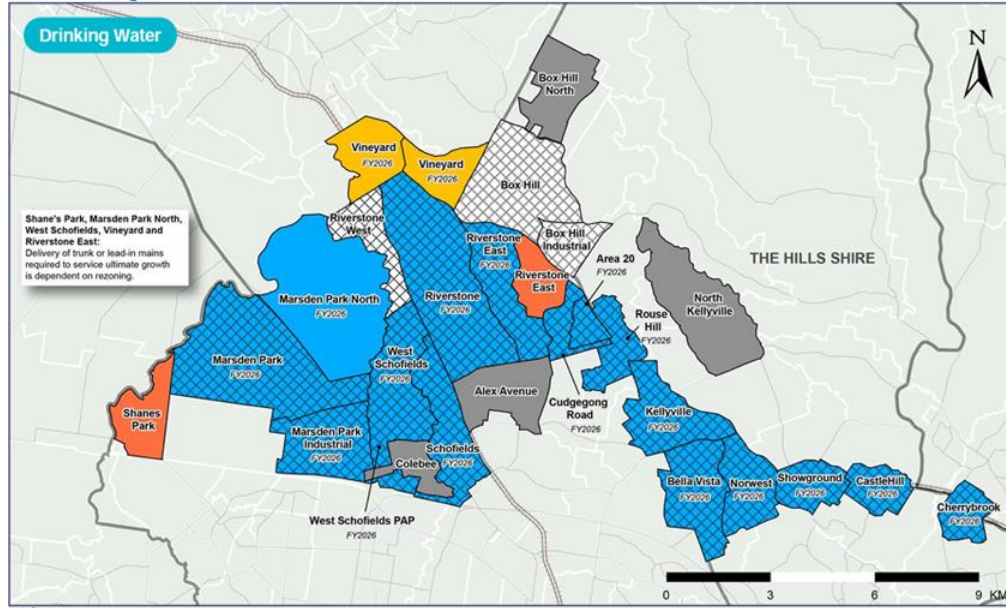 Drinking Water
N
Box Hill
North
Vineyard
FY2026
Vineyard
FY2026
Box Hill
Shane's Park, Marsden Park North,
West Schofields, Vineyard and
Riverstone East:
Delivery of trunk or lead-in mains
required to service ultimate growth
is dependent on rezoning.
Riverstone
West
Riverstone
East
FY2026
Box Hill
Industrial
Area 20
FY2026
THE HILLS SHIRE
Riverstone
East
Marsden Park North
FY2026
Riverstone
FY2026
North
Kellyville
Rouse
Hill
FY2026
Marsden Park
FY2026
West
Schofields
FY2026
Alex Avenue
Cudgegong
Road
FY2026
Shanes
Park
Kellyville
FY2026
Marsden Park
Industrial
FY2026
Colebee
Schofields
FY2026
Bella Vista
FY2026
Norwest
FY2026
Showground
FY2026
CastleHill
FY2026
Cherrybrook
FY2026
West Schofields PAP
FY2026
0 3 6 9 KM